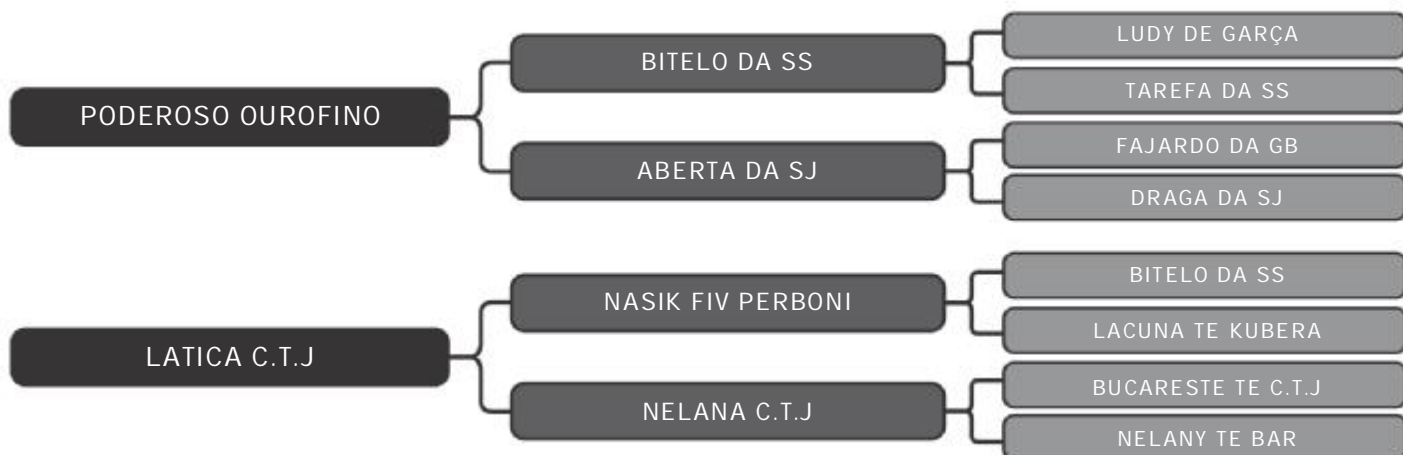 PODEROSO OUROFINO
BITELO DA SS
LUDY DE GARÇA
TAREFA DA SS
ABERTA DA SJ
FAJARDO DA GB
DRAGA DA SJ
LATICA C.T.J
NASIK FIV PERBONI
BITELO DA SS
LACUNA TE KUBERA
NELANA C.T.J
BUCARESTE TE C.T.J
NELANY TE BAR